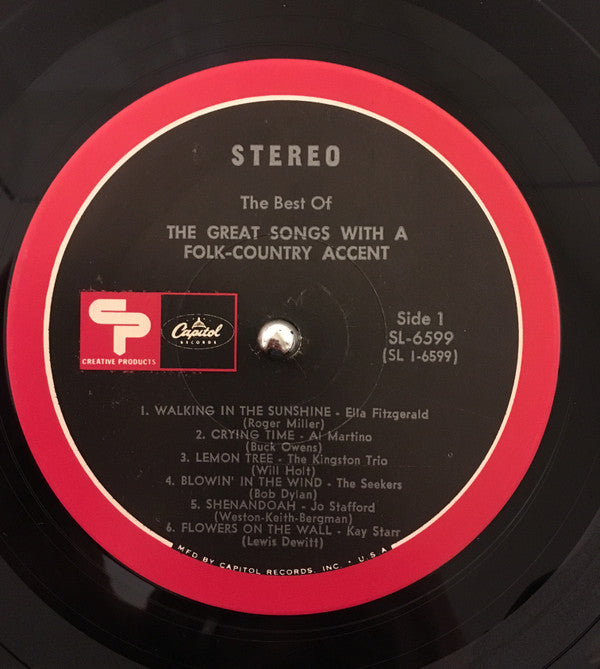 STEREO
The Best Of
THE GREAT SONGS WITH A
FOLK-COUNTRY ACCENT
CP
CREATIVE PRODUCTS
Capitol
RECORDS
Side 1
SL-6599
(SL 1-6599)
1. WALKING IN THE SUNSHINE - Ella Fitzgerald
(Roger Miller)
2. CRYING TIME - Al Martino
(Buck Owens)
3. LEMON TREE - The Kingston Trio
(Will Holt)
4. BLOWIN' IN THE WIND - The Seekers
(Bob Dylan)
5. SHENANDOAH - Jo Stafford
(Weston-Keith-Bergman)
6. FLOWERS ON THE WALL - Kay Starr
(Lewis Dewitt)
MFD BY CAPITOL RECORDS, INC. • U.S.A.